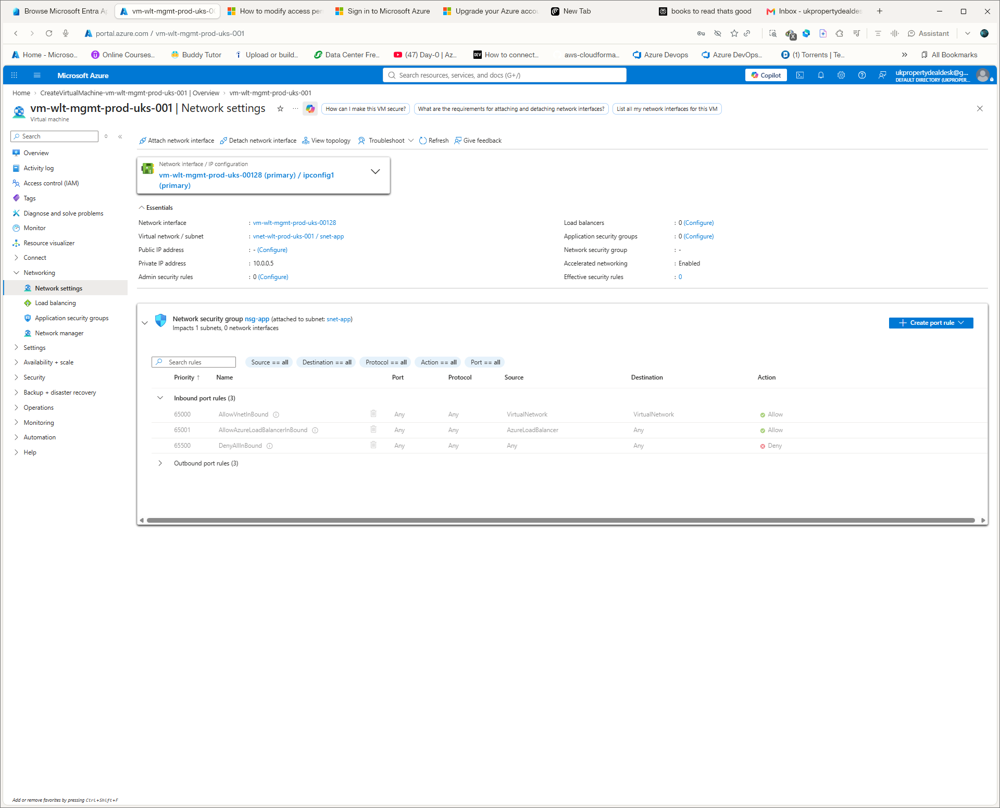 Browse Microsoft Entra Ap
vm-wlt-mgmt-prod-uks-00
How to modify access per
Sign in to Microsoft Azure
Upgrade your Azure accou
New Tab
books to read thats good
Inbox - ukpropertydealdes
portal.azure.com / vm-wlt-mgmt-prod-uks-001
Assistant
Home - Microso...
Online Courses...
Buddy Tutor
Upload or build...
Data Center Fre...
(47) Day-0 | Az...
DEV How to connect...
aws-cloudforma...
Azure Devops
Azure DevOps...
(1) Torrents | Te...
All Bookmarks
Microsoft Azure
Search resources, services, and docs (G+/)
Copilot
ukpropertydealdesk@g...
DEFAULT DIRECTORY (UKPROPER...
Home > CreateVirtualMachine-vm-wlt-mgmt-prod-uks-001 | Overview > vm-wlt-mgmt-prod-uks-001
vm-wlt-mgmt-prod-uks-001 | Network settings
Virtual machine
How can I make this VM secure?
What are the requirements for attaching and detaching network interfaces?
List all my network interfaces for this VM
Search
Overview
Activity log
Access control (IAM)
Tags
Diagnose and solve problems
Monitor
Resource visualizer
Connect
Networking
Network settings
Load balancing
Application security groups
Network manager
Settings
Availability + scale
Security
Backup + disaster recovery
Operations
Monitoring
Automation
Help
Attach network interface
Detach network interface
View topology
Troubleshoot
Refresh
Give feedback
Network interface / IP configuration
vm-wlt-mgmt-prod-uks-00128 (primary) / ipconfig1
(primary)
Essentials
Network interface : vm-wlt-mgmt-prod-uks-00128
Virtual network / subnet : vnet-wlt-prod-uks-001 / snet-app
Public IP address : - (Configure)
Private IP address : 10.0.0.5
Admin security rules : 0 (Configure)
Load balancers : 0 (Configure)
Application security groups : 0 (Configure)
Network security group : -
Accelerated networking : Enabled
Effective security rules : 0
Network security group nsg-app (attached to subnet: snet-app)
Impacts 1 subnets, 0 network interfaces
Create port rule
Search rules
Source == all
Destination == all
Protocol == all
Action == all
Port == all
Priority ↑ Name Port Protocol Source Destination Action
Inbound port rules (3)
65000 AllowVnetInBound Any Any VirtualNetwork VirtualNetwork Allow
65001 AllowAzureLoadBalancerInBound Any Any AzureLoadBalancer Any Allow
65500 DenyAllInBound Any Any Any Any Deny
Outbound port rules (3)
Add or remove favorites by pressing Ctrl+Shift+F